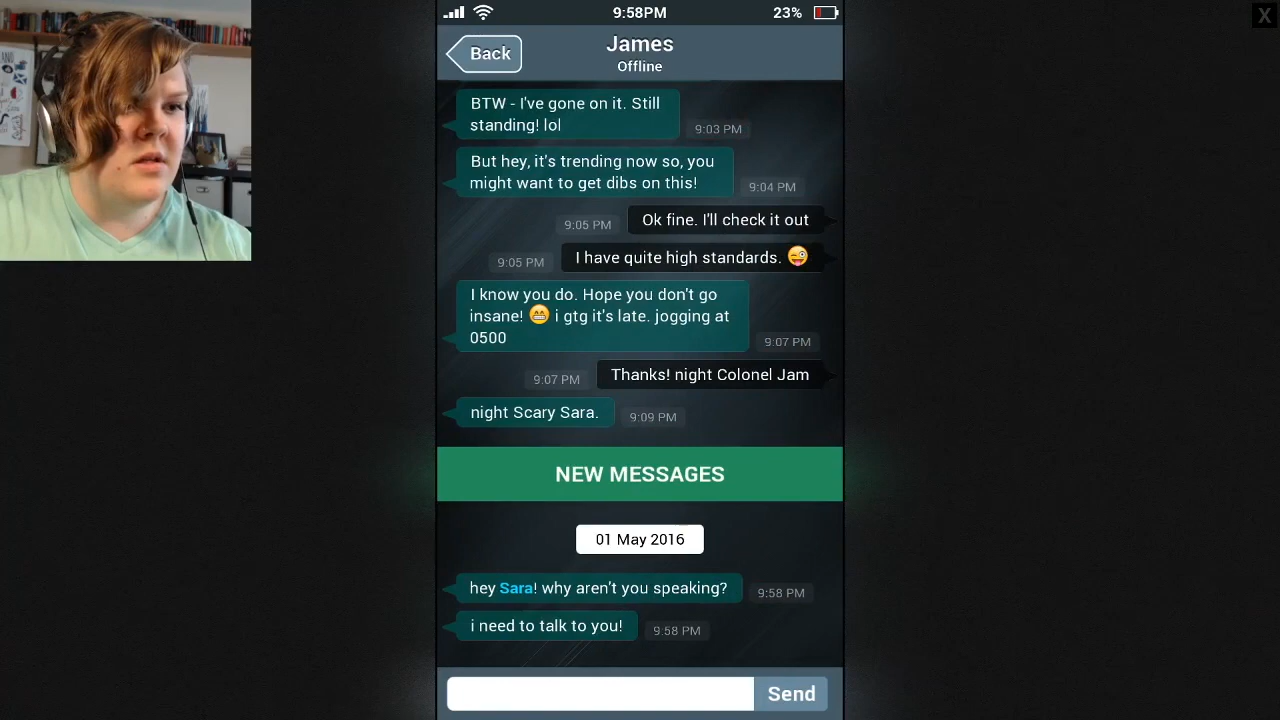 9:58PM
23%
X
Back
James
Offline
BTW - I've gone on it. Still
standing! lol
9:03 PM
But hey, it's trending now so, you
might want to get dibs on this!
9:04 PM
9:05 PM
Ok fine. I'll check it out
9:05 PM
I have quite high standards. 😜
I know you do. Hope you don't go
insane! 😁 i gtg it's late. jogging at
0500
9:07 PM
9:07 PM
Thanks! night Colonel Jam
night Scary Sara.
9:09 PM
NEW MESSAGES
01 May 2016
hey Sara! why aren't you speaking?
9:58 PM
i need to talk to you!
9:58 PM
Send